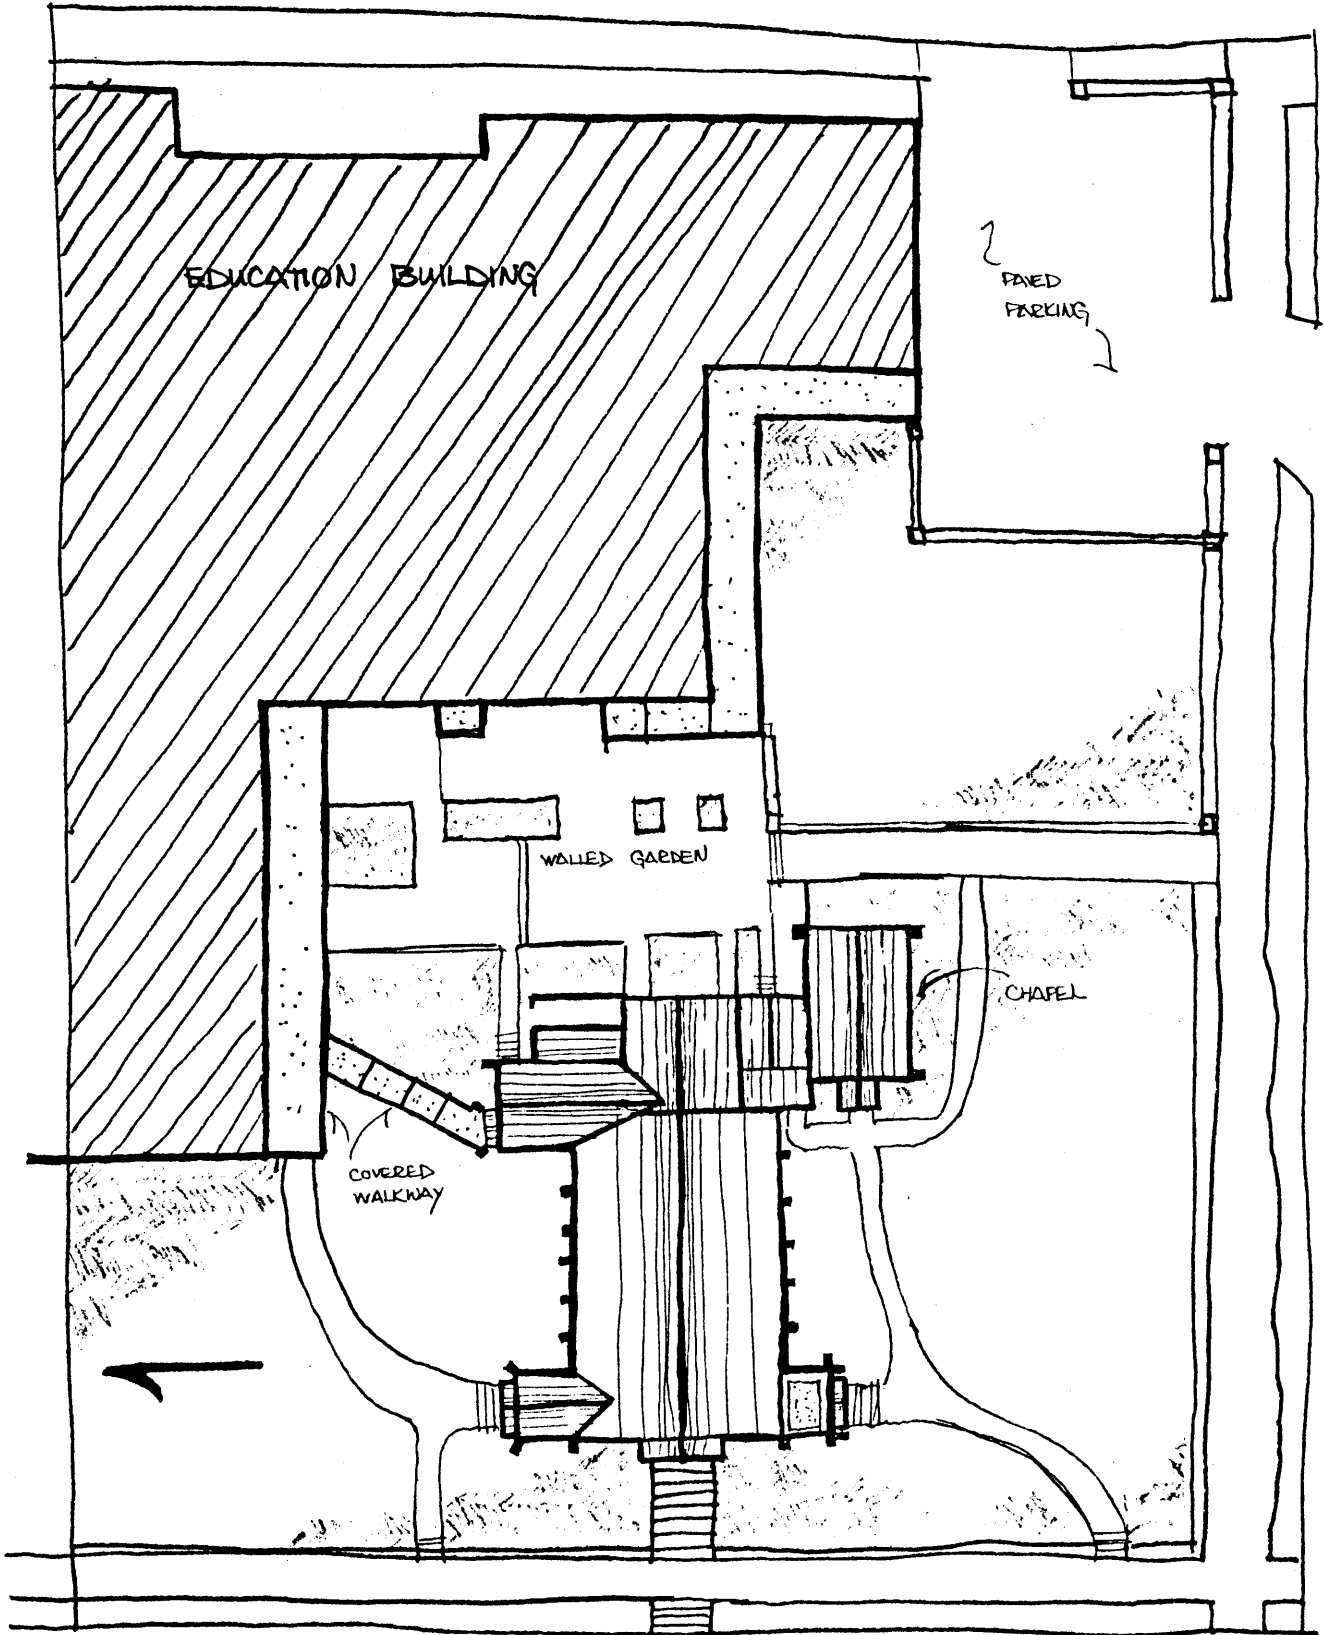 EDUCATION BUILDING
PAVED
PARKING
WALLED GARDEN
CHAPEL
COVERED
WALKWAY